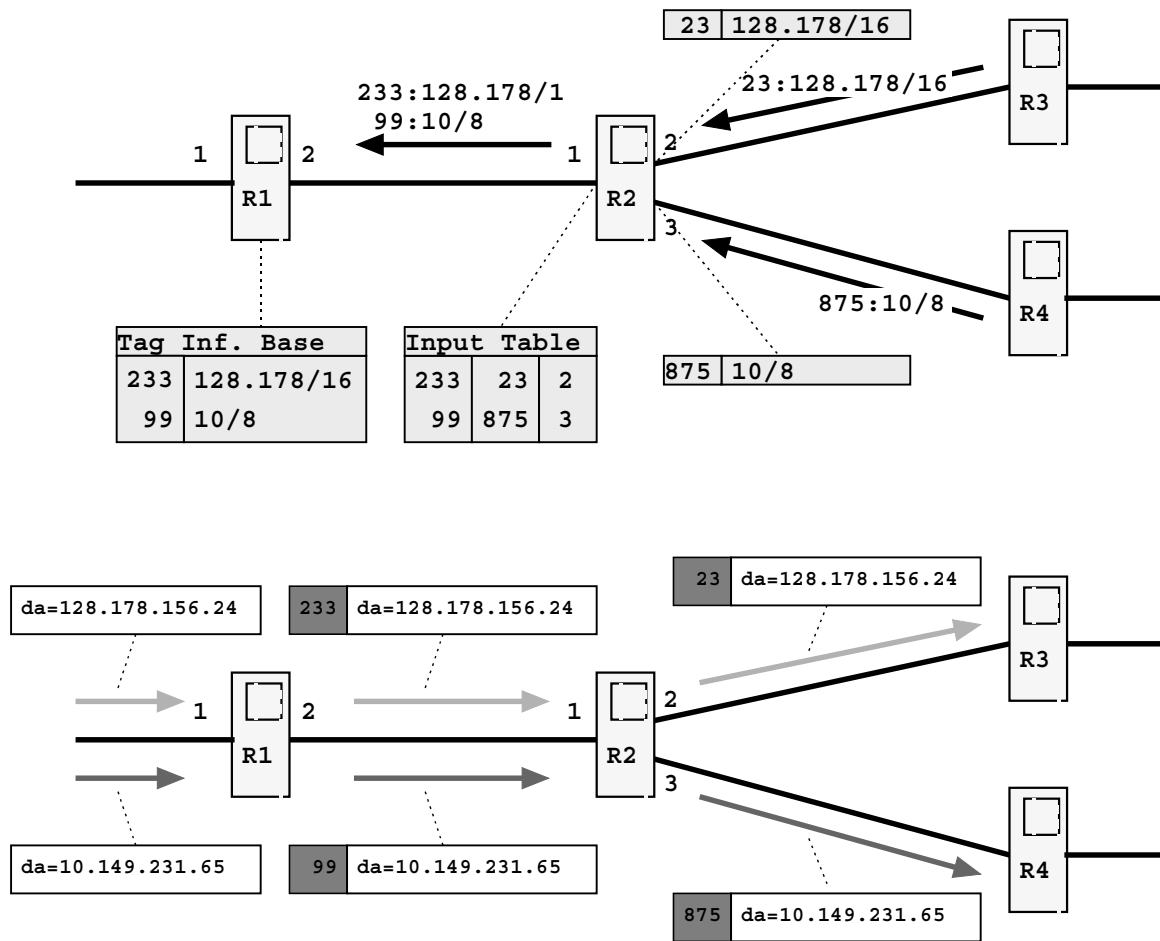 23 128.178/16
23:128.178/16
R3
233:128.178/1
99:10/8
1 2 1 2
R1 R2
3
875:10/8
R4
875 10/8
Tag Inf. Base
233 128.178/16
99 10/8
Input Table
233 23 2
99 875 3
da=128.178.156.24
233 da=128.178.156.24
23 da=128.178.156.24
R3
1 2 1 2
R1 R2
3
R4
da=10.149.231.65
99 da=10.149.231.65
875 da=10.149.231.65